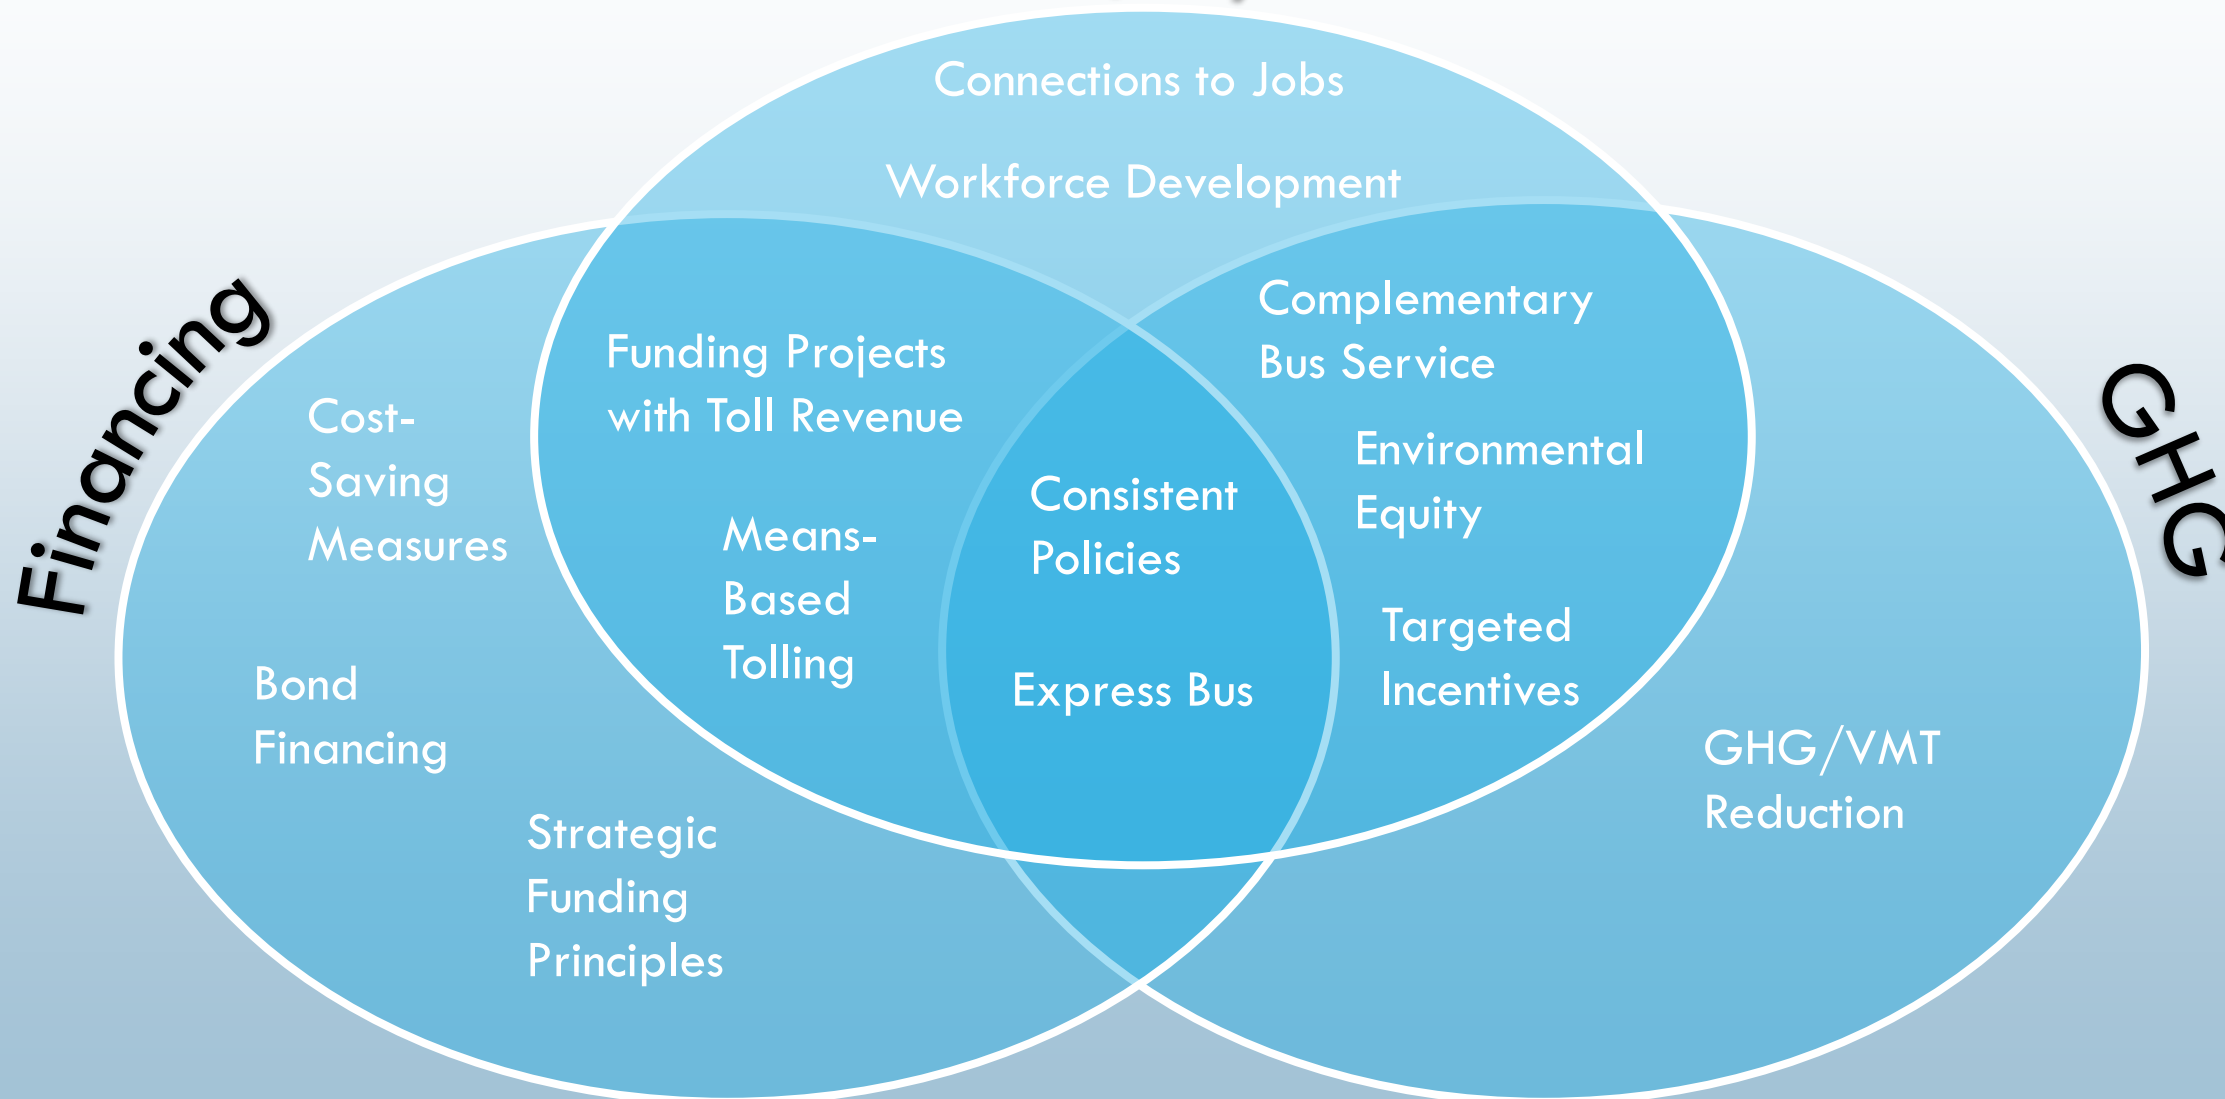 Connections to Jobs
Workforce Development
Financing
GHG
Funding Projects
with Toll Revenue
Means-
Based
Tolling
Complementary
Bus Service
Environmental
Equity
Targeted
Incentives
Consistent
Policies
Express Bus
Cost-
Saving
Measures
Bond
Financing
Strategic
Funding
Principles
GHG/VMT
Reduction